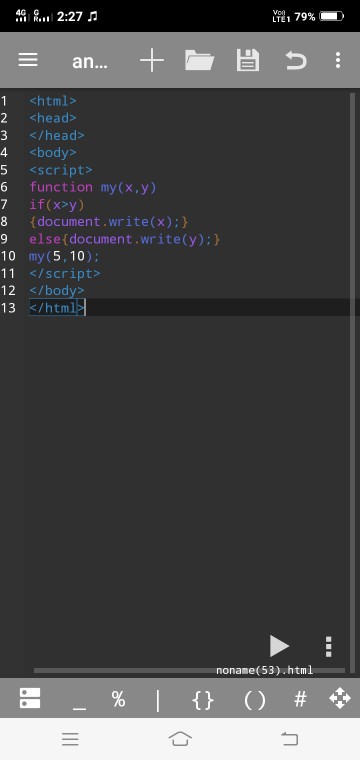 4G G 2:27 VoLTE1 79%
an...
1 <html>
2 <head>
3 </head>
4 <body>
5 <script>
6 function my(x,y)
7 if(x>y)
8 {document.write(x);}
9 else{document.write(y);}
10 my(5,10);
11 </script>
12 </body>
13 </html>
noname(53).html
_ % | {} () #